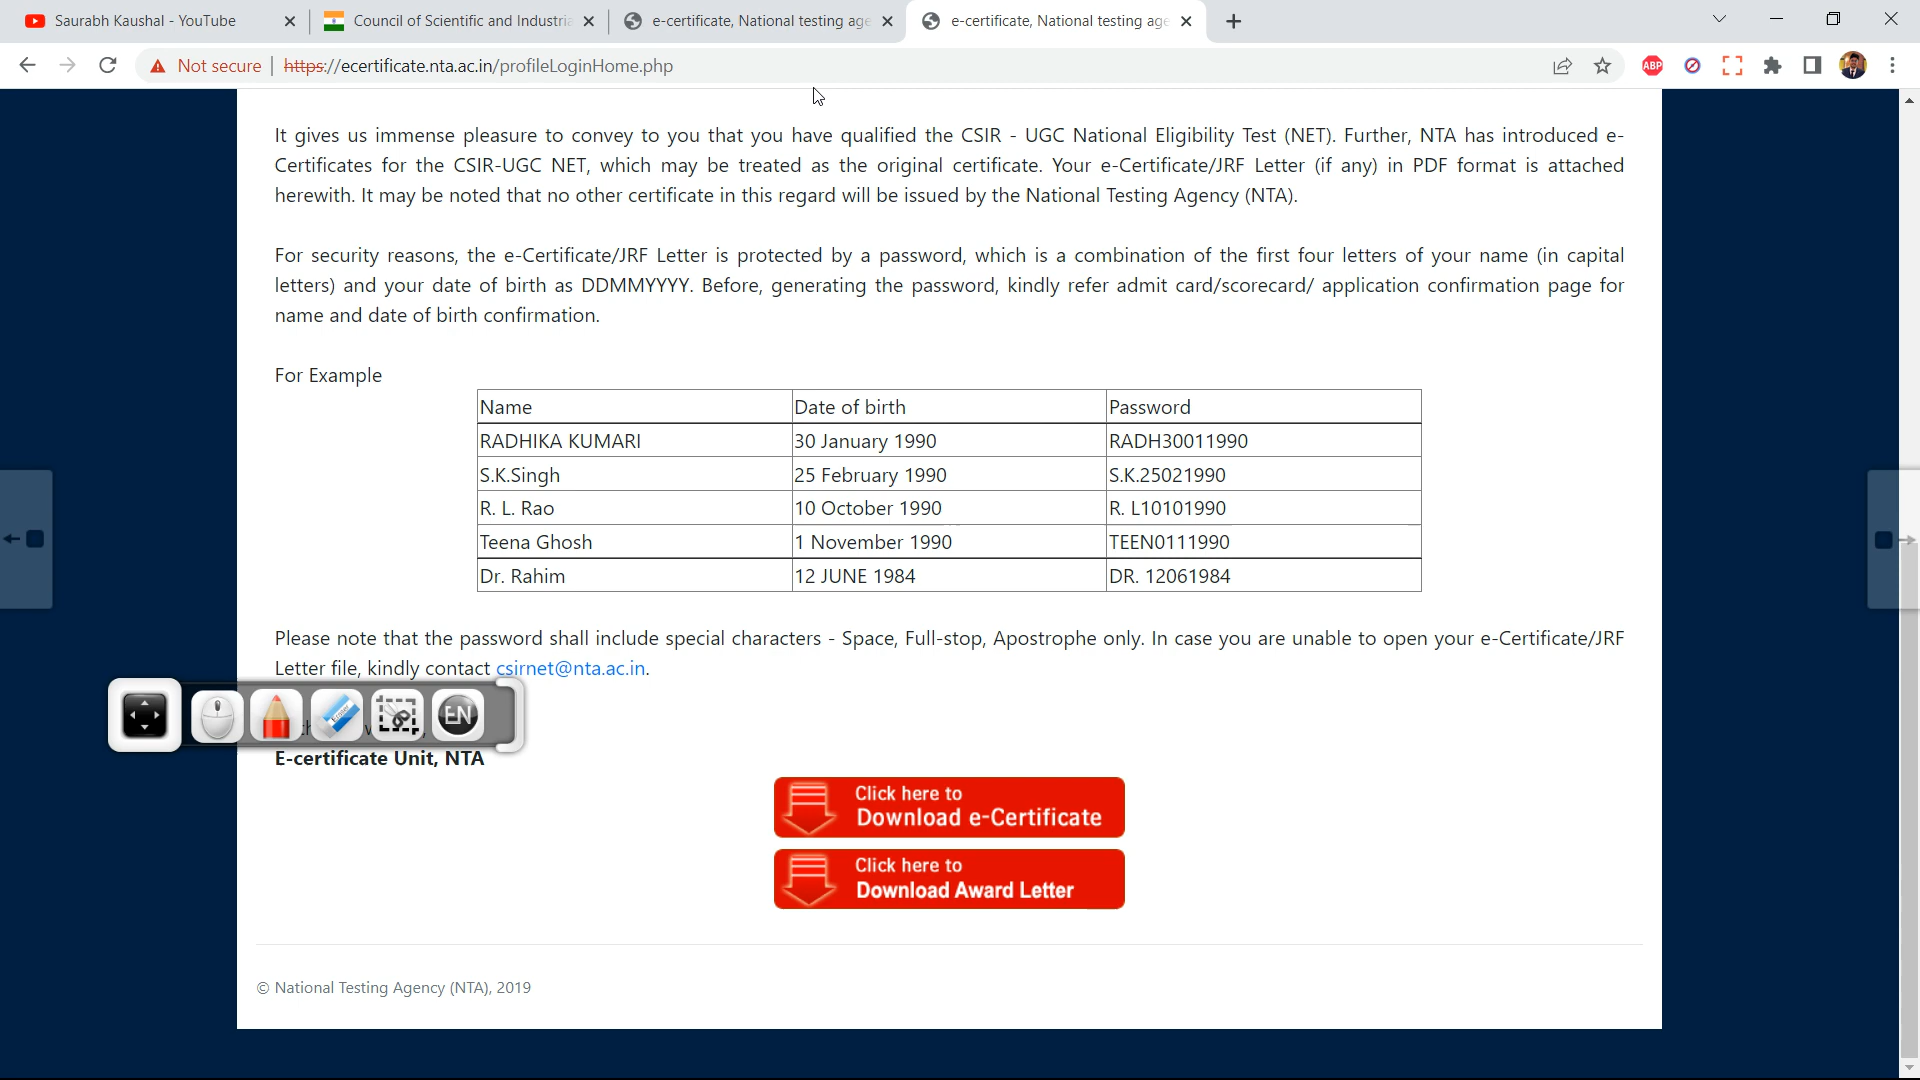 Saurabh Kaushal - YouTube
Council of Scientific and Industri
e-certificate, National testing age
e-certificate, National testing age
Not secure
https://ecertificate.nta.ac.in/profileLoginHome.php
ABP
It gives us immense pleasure to convey to you that you have qualified the CSIR - UGC National Eligibility Test (NET). Further, NTA has introduced e-
Certificates for the CSIR-UGC NET, which may be treated as the original certificate. Your e-Certificate/JRF Letter (if any) in PDF format is attached
herewith. It may be noted that no other certificate in this regard will be issued by the National Testing Agency (NTA).
For security reasons, the e-Certificate/JRF Letter is protected by a password, which is a combination of the first four letters of your name (in capital
letters) and your date of birth as DDMMYYYY. Before, generating the password, kindly refer admit card/scorecard/ application confirmation page for
name and date of birth confirmation.
For Example
Name Date of birth Password
RADHIKA KUMARI 30 January 1990 RADH30011990
S.K.Singh 25 February 1990 S.K.25021990
R. L. Rao 10 October 1990 R. L10101990
Teena Ghosh 1 November 1990 TEEN0111990
Dr. Rahim 12 JUNE 1984 DR. 12061984
Please note that the password shall include special characters - Space, Full-stop, Apostrophe only. In case you are unable to open your e-Certificate/JRF
Letter file, kindly contact csirnet@nta.ac.in.
EN
E-certificate Unit, NTA
Click here to
Download e-Certificate
Click here to
Download Award Letter
© National Testing Agency (NTA), 2019